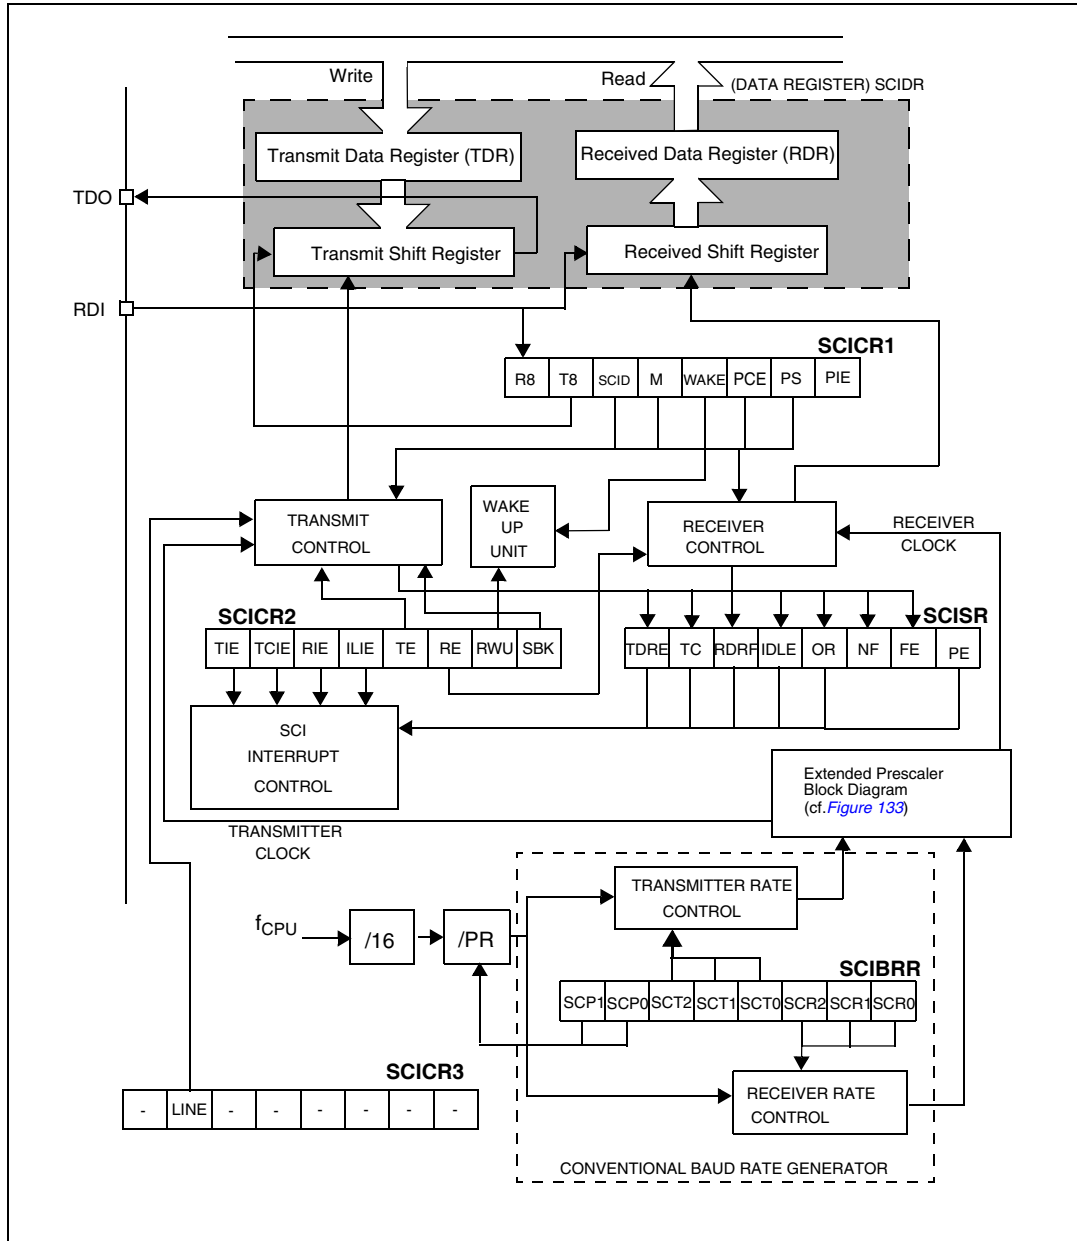 Write
Read
(DATA REGISTER) SCIDR
Transmit Data Register (TDR)
Received Data Register (RDR)
TDO
Transmit Shift Register
Received Shift Register
RDI
SCICR1
R8 T8 SCID M WAKE PCE PS PIE
TRANSMIT
CONTROL
WAKE
UP
UNIT
RECEIVER
CONTROL
RECEIVER
CLOCK
SCICR2
TIE TCIE RIE ILIE TE RE RWU SBK
SCISR
TDRE TC RDRF IDLE OR NF FE PE
SCI
INTERRUPT
CONTROL
Extended Prescaler
Block Diagram
(cf.Figure 133)
TRANSMITTER
CLOCK
TRANSMITTER RATE
CONTROL
fCPU
/16
/PR
SCIBRR
SCP1 SCP0 SCT2 SCT1 SCT0 SCR2 SCR1 SCR0
SCICR3
- LINE - - - - - -
RECEIVER RATE
CONTROL
CONVENTIONAL BAUD RATE GENERATOR